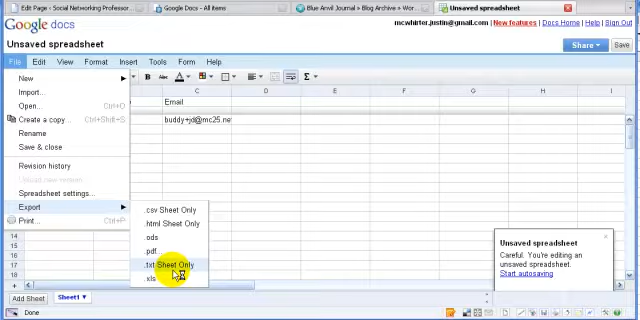 Edit Page ‹ Social Networking Professor...
Google Docs - All items
Blue Anvil Journal » Blog Archive » Wor...
Unsaved spreadsheet
Google docs
mcwhirter.justin@gmail.com | New features | Docs Home | Help | Sign Out
Unsaved spreadsheet
Share
Save
File Edit View Format Insert Tools Help
New
Import...
Open... Ctrl+O
Create a copy... Ctrl+Shift+S
Rename
Save & close
Revision history
Spreadsheet settings...
Export
Print... Ctrl+P
.csv Sheet Only
.html Sheet Only
.ods
.pdf...
.txt Sheet Only
.xls
B Abc A Σ
C D E F G H I
Email
buddy+jd@mc25.net
14
15
16
17
18
Unsaved spreadsheet
Careful. You're editing an
unsaved spreadsheet.
Start autosaving
Add Sheet Sheet1
Done